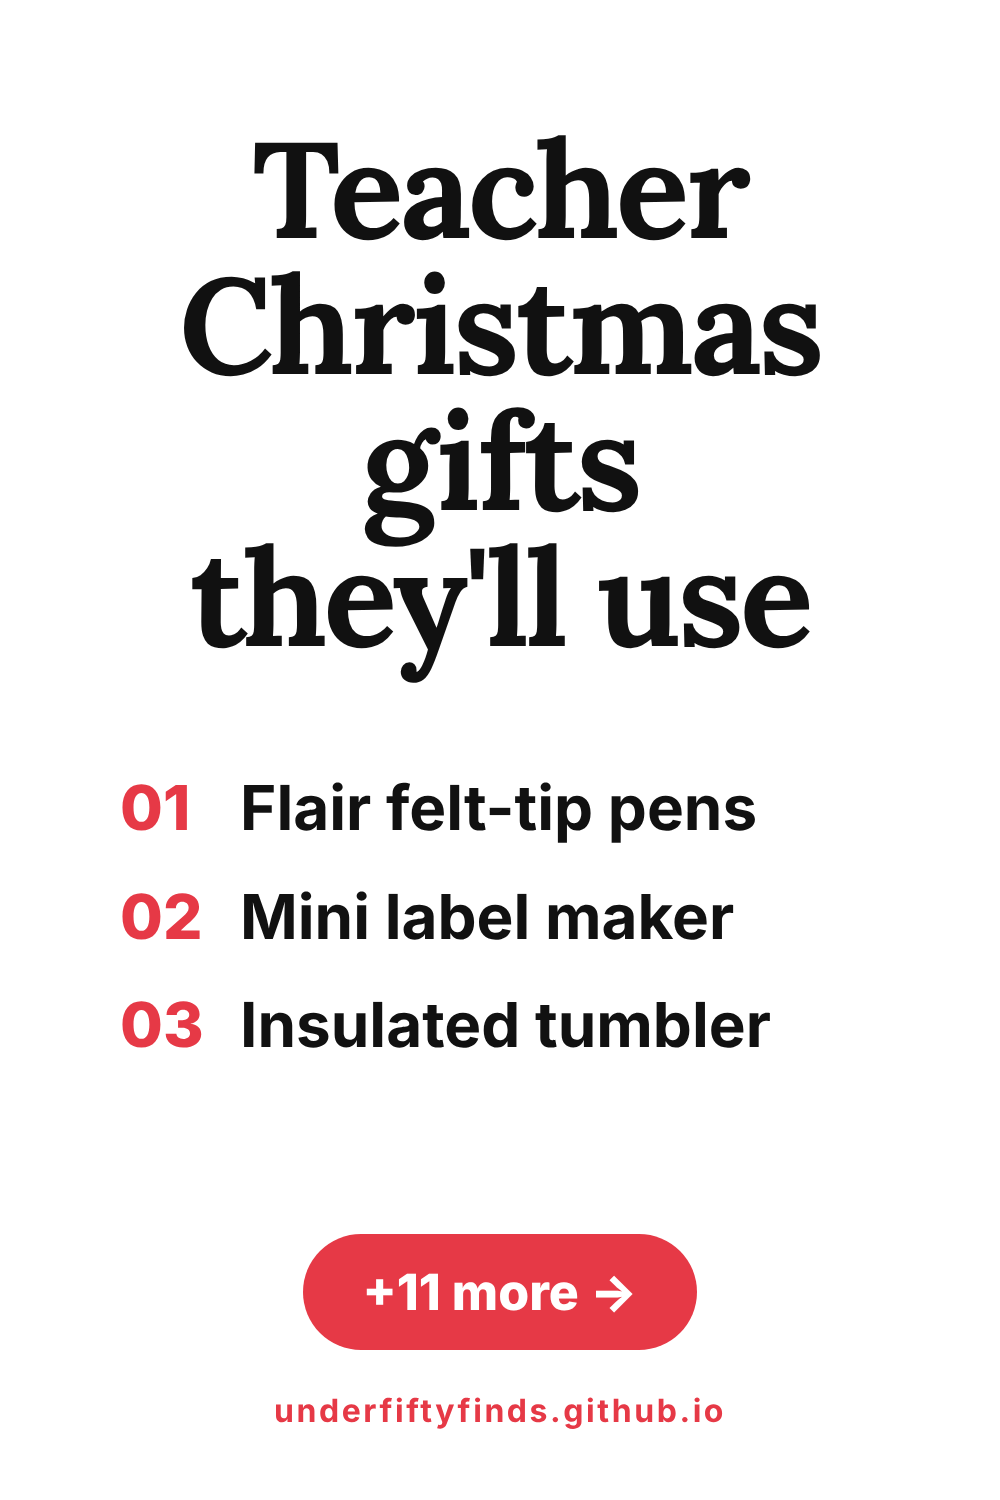 Teacher
Christmas
gifts
they'll use
01 Flair felt-tip pens
02 Mini label maker
03 Insulated tumbler
+11 more →
underfiftyfinds.github.io